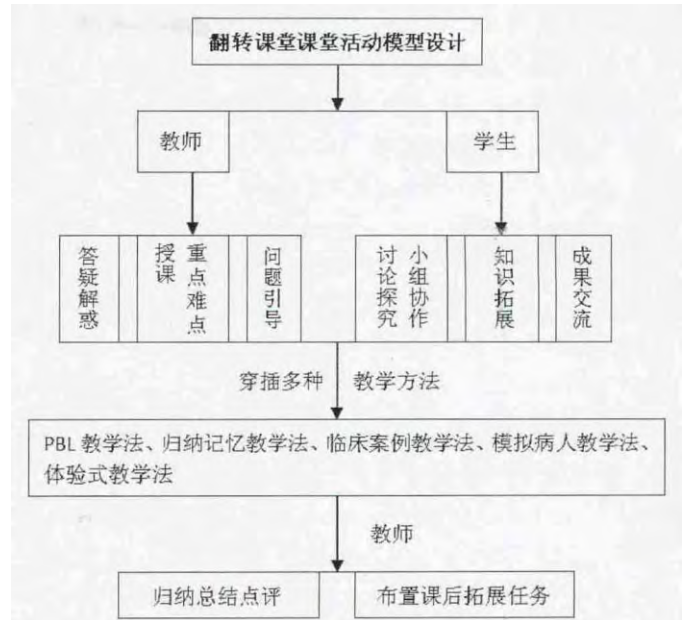 翻转课堂课堂活动模型设计
教师
学生
答疑解惑
重点难点
授课
问题引导
小组协作
讨论探究
知识拓展
成果交流
穿插多种
教学方法
PBL 教学法、归纳记忆教学法、临床案例教学法、模拟病人教学法、
体验式教学法
教师
归纳总结点评
布置课后拓展任务